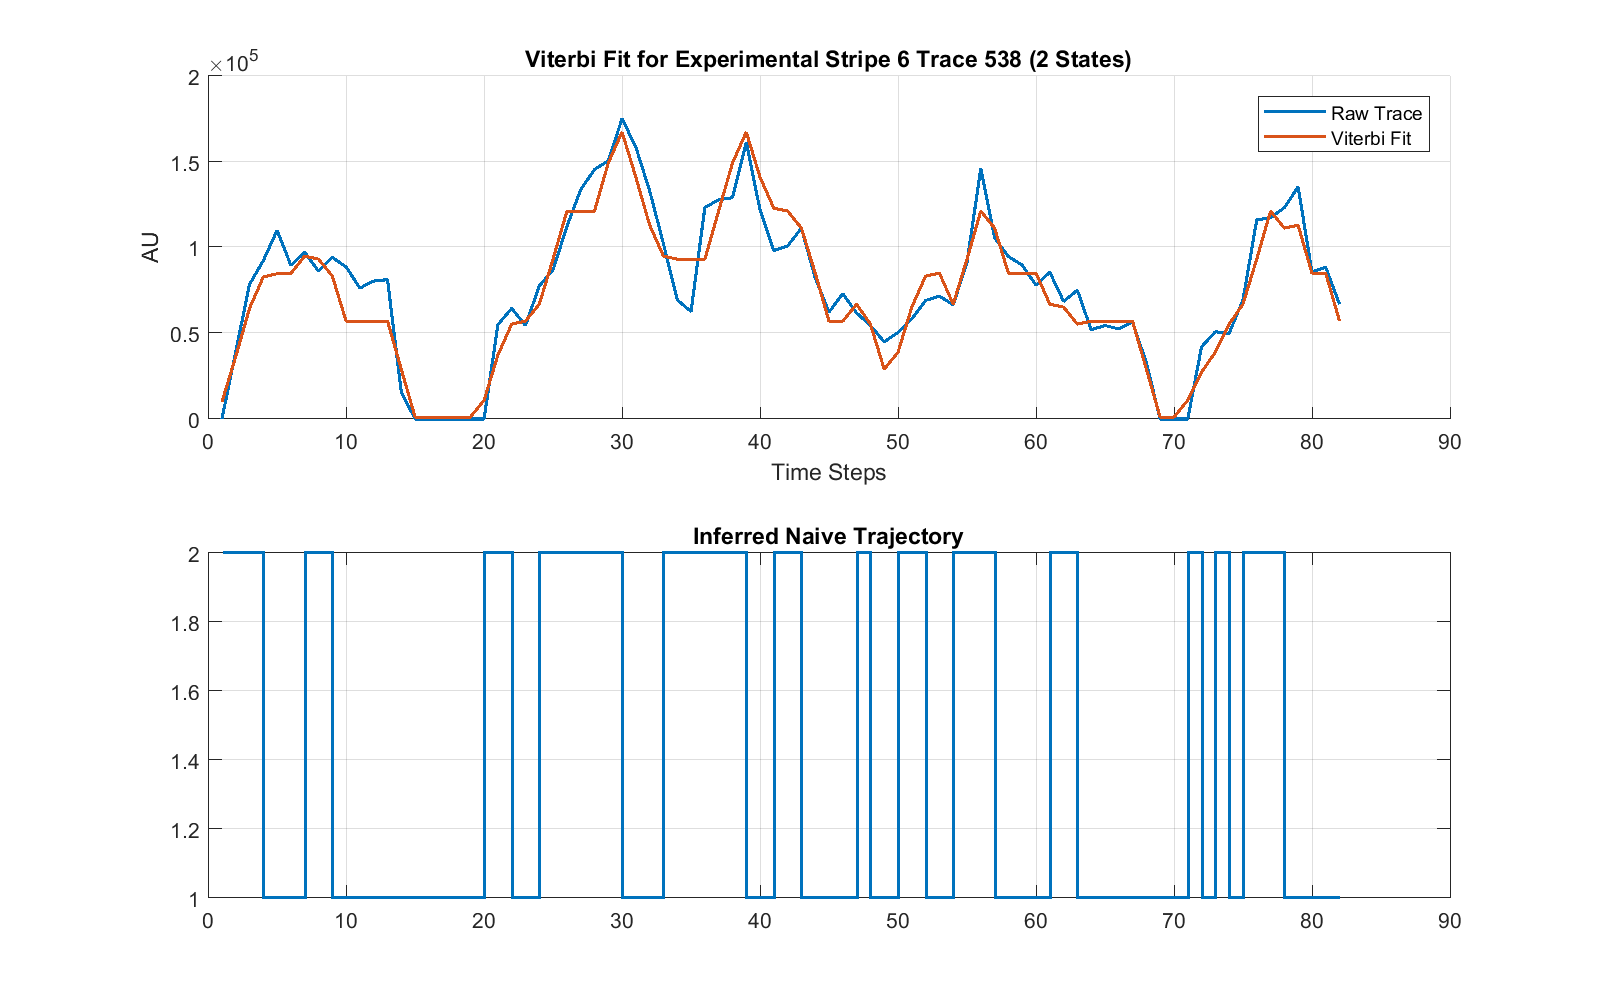 Viterbi Fit for Experimental Stripe 6 Trace 538 (2 States)
×10⁵
2
1.5
1
0.5
0
AU
Raw Trace
Viterbi Fit
0 10 20 30 40 50 60 70 80 90
Time Steps
Inferred Naive Trajectory
2
1.8
1.6
1.4
1.2
1
0 10 20 30 40 50 60 70 80 90